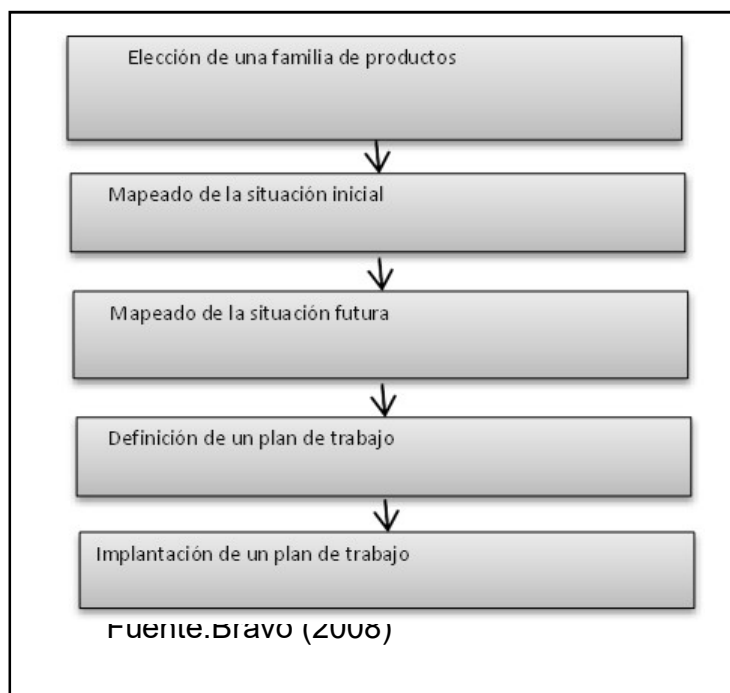 Elección de una familia de productos
Mapeado de la situación inicial
Mapeado de la situación futura
Definición de un plan de trabajo
Implantación de un plan de trabajo
Fuente.Bravo (2008)